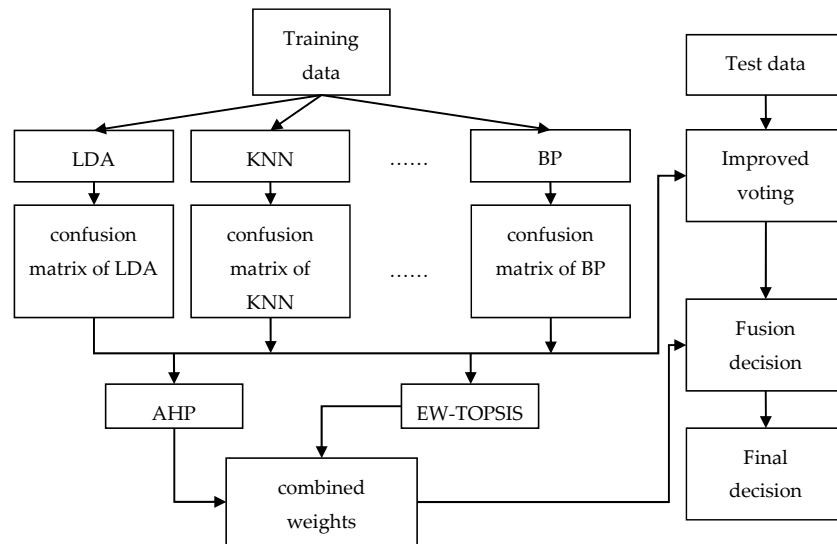 Training
data
Test data
LDA
KNN
……
BP
Improved
voting
confusion
matrix of LDA
confusion
matrix of
KNN
……
confusion
matrix of BP
Fusion
decision
AHP
EW-TOPSIS
combined
weights
Final
decision